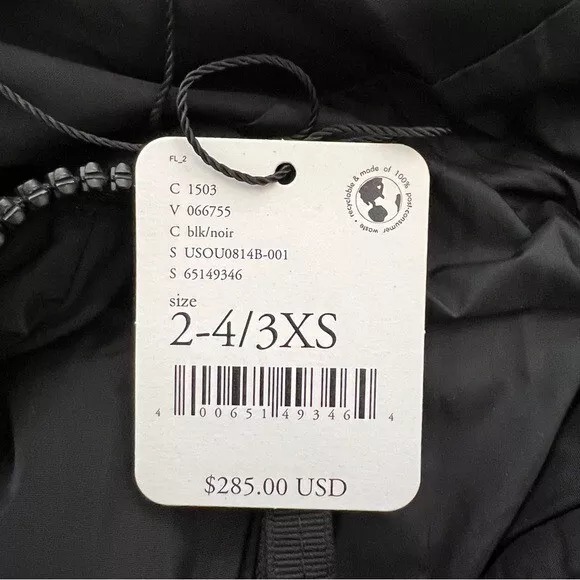 FL_2
C 1503
V 066755
C blk/noir
S USOU0814B-001
S 65149346
recyclable & made of 100% post-consumer waste •
size
2-4/3XS
4 00651 49346 4
$285.00 USD